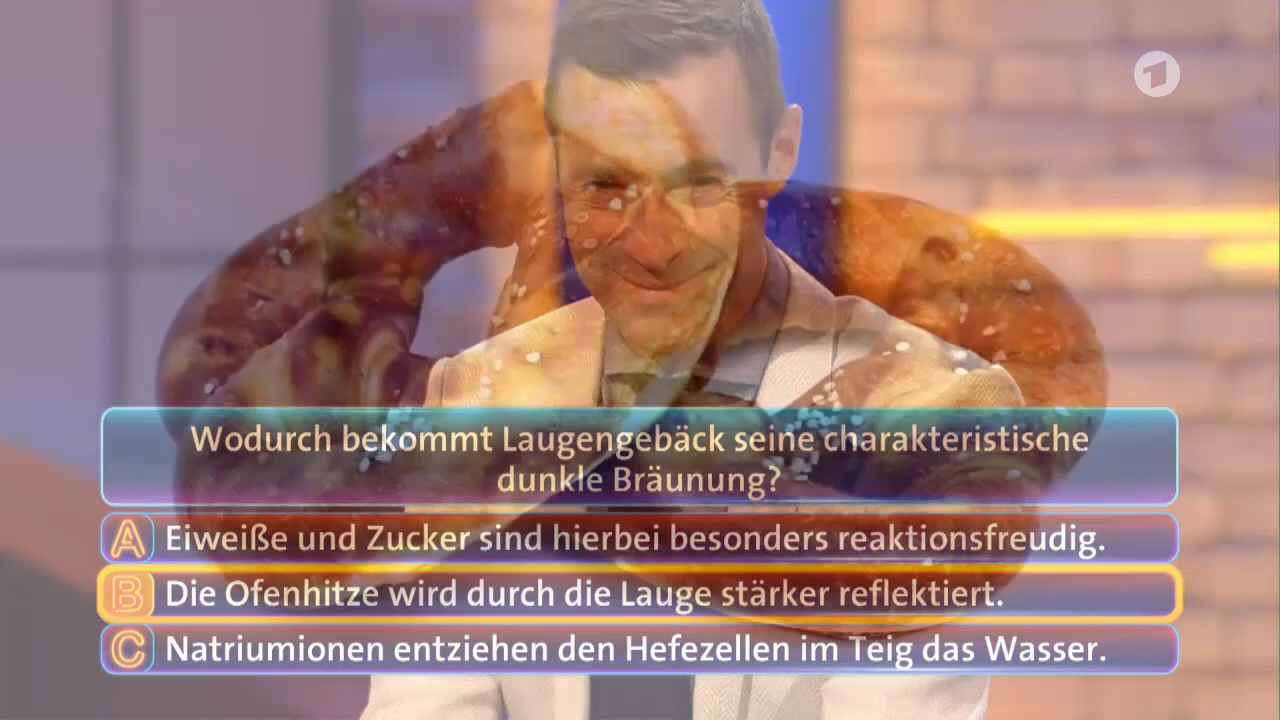 1
Wodurch bekommt Laugengebäck seine charakteristische
dunkle Bräunung?
A Eiweiße und Zucker sind hierbei besonders reaktionsfreudig.
B Die Ofenhitze wird durch die Lauge stärker reflektiert.
C Natriumionen entziehen den Hefezellen im Teig das Wasser.